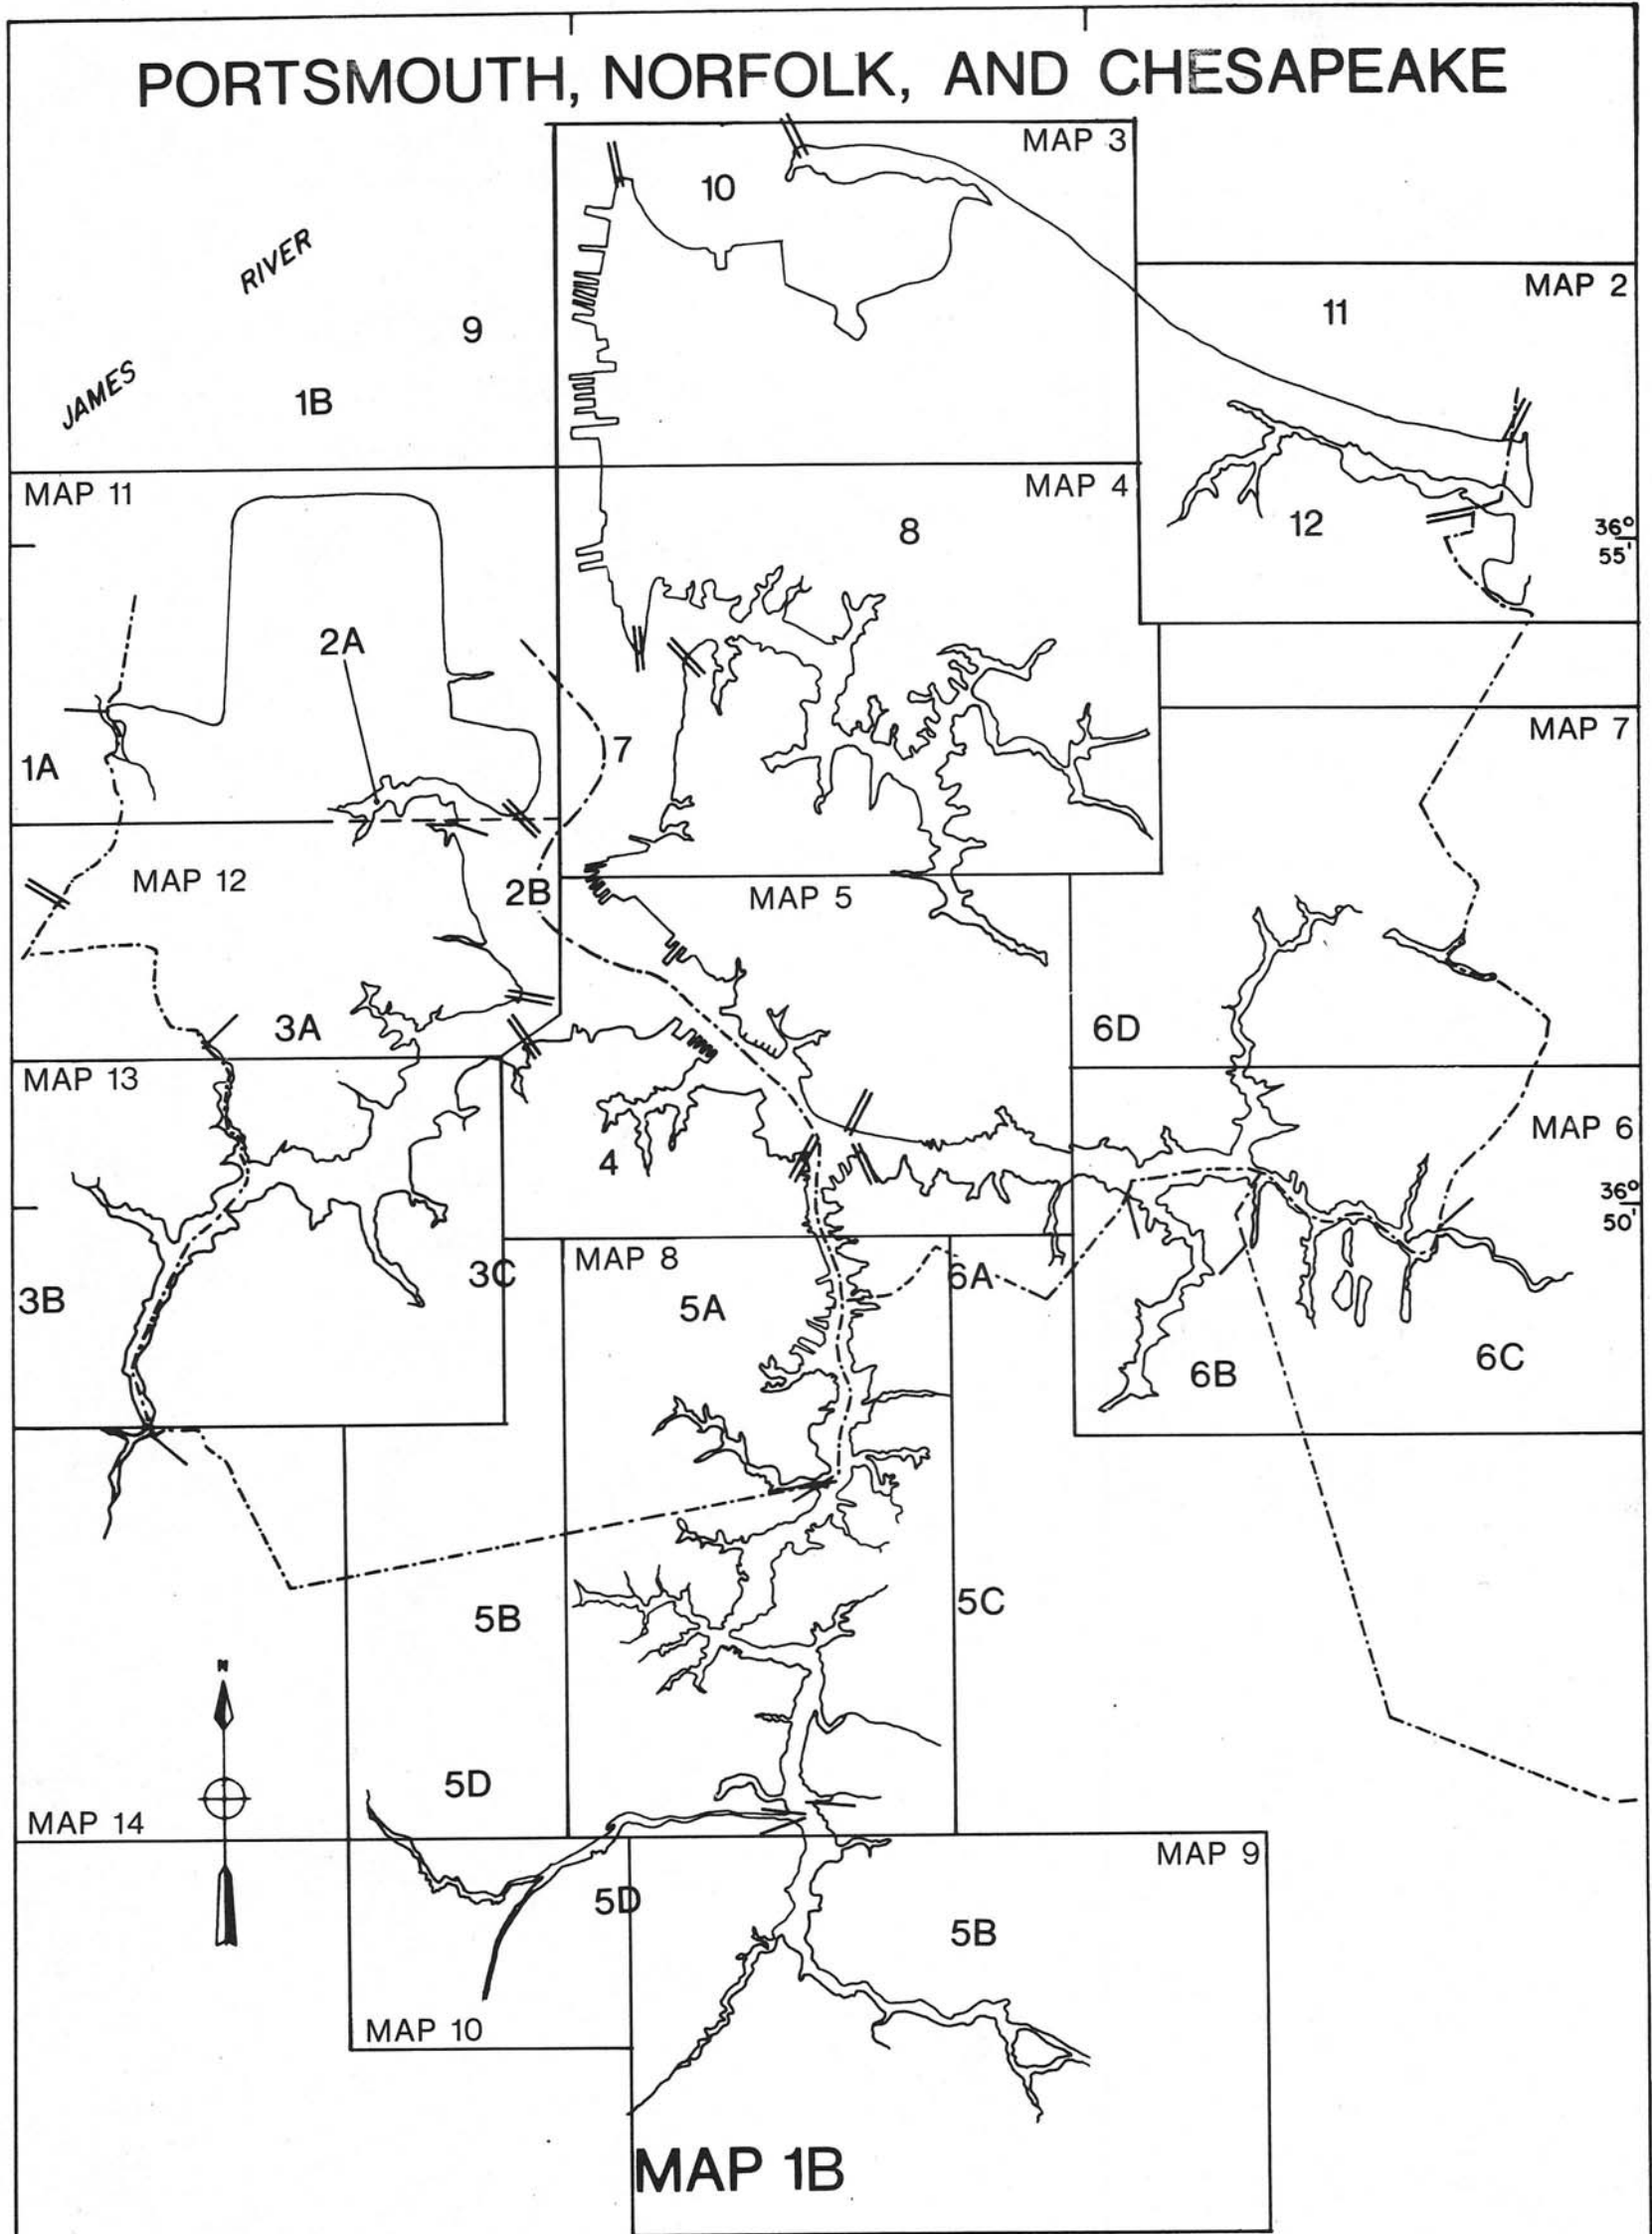 PORTSMOUTH, NORFOLK, AND CHESAPEAKE
MAP 3
10
RIVER
MAP 2
11
9
JAMES
1B
MAP 11
MAP 4
8
12
36°
55'
2A
7
MAP 7
1A
MAP 12
2B
MAP 5
3A
6D
MAP 13
MAP 6
4
36°
50'
3C
MAP 8
6A
3B
5A
6C
6B
5B
5C
N
5D
MAP 14
MAP 9
5D
5B
MAP 10
MAP 1B